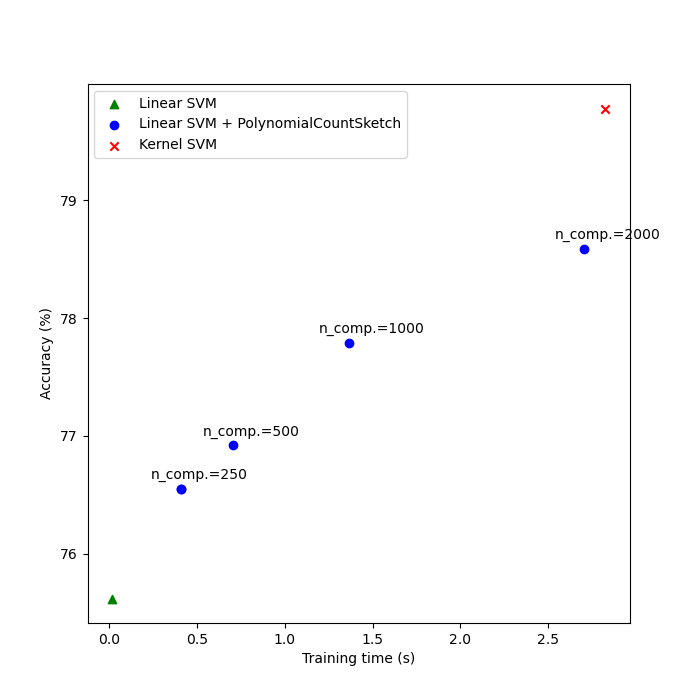 Linear SVM
Linear SVM + PolynomialCountSketch
Kernel SVM
n_comp.=2000
n_comp.=1000
n_comp.=500
n_comp.=250
79
78
77
76
Accuracy (%)
0.0 0.5 1.0 1.5 2.0 2.5
Training time (s)